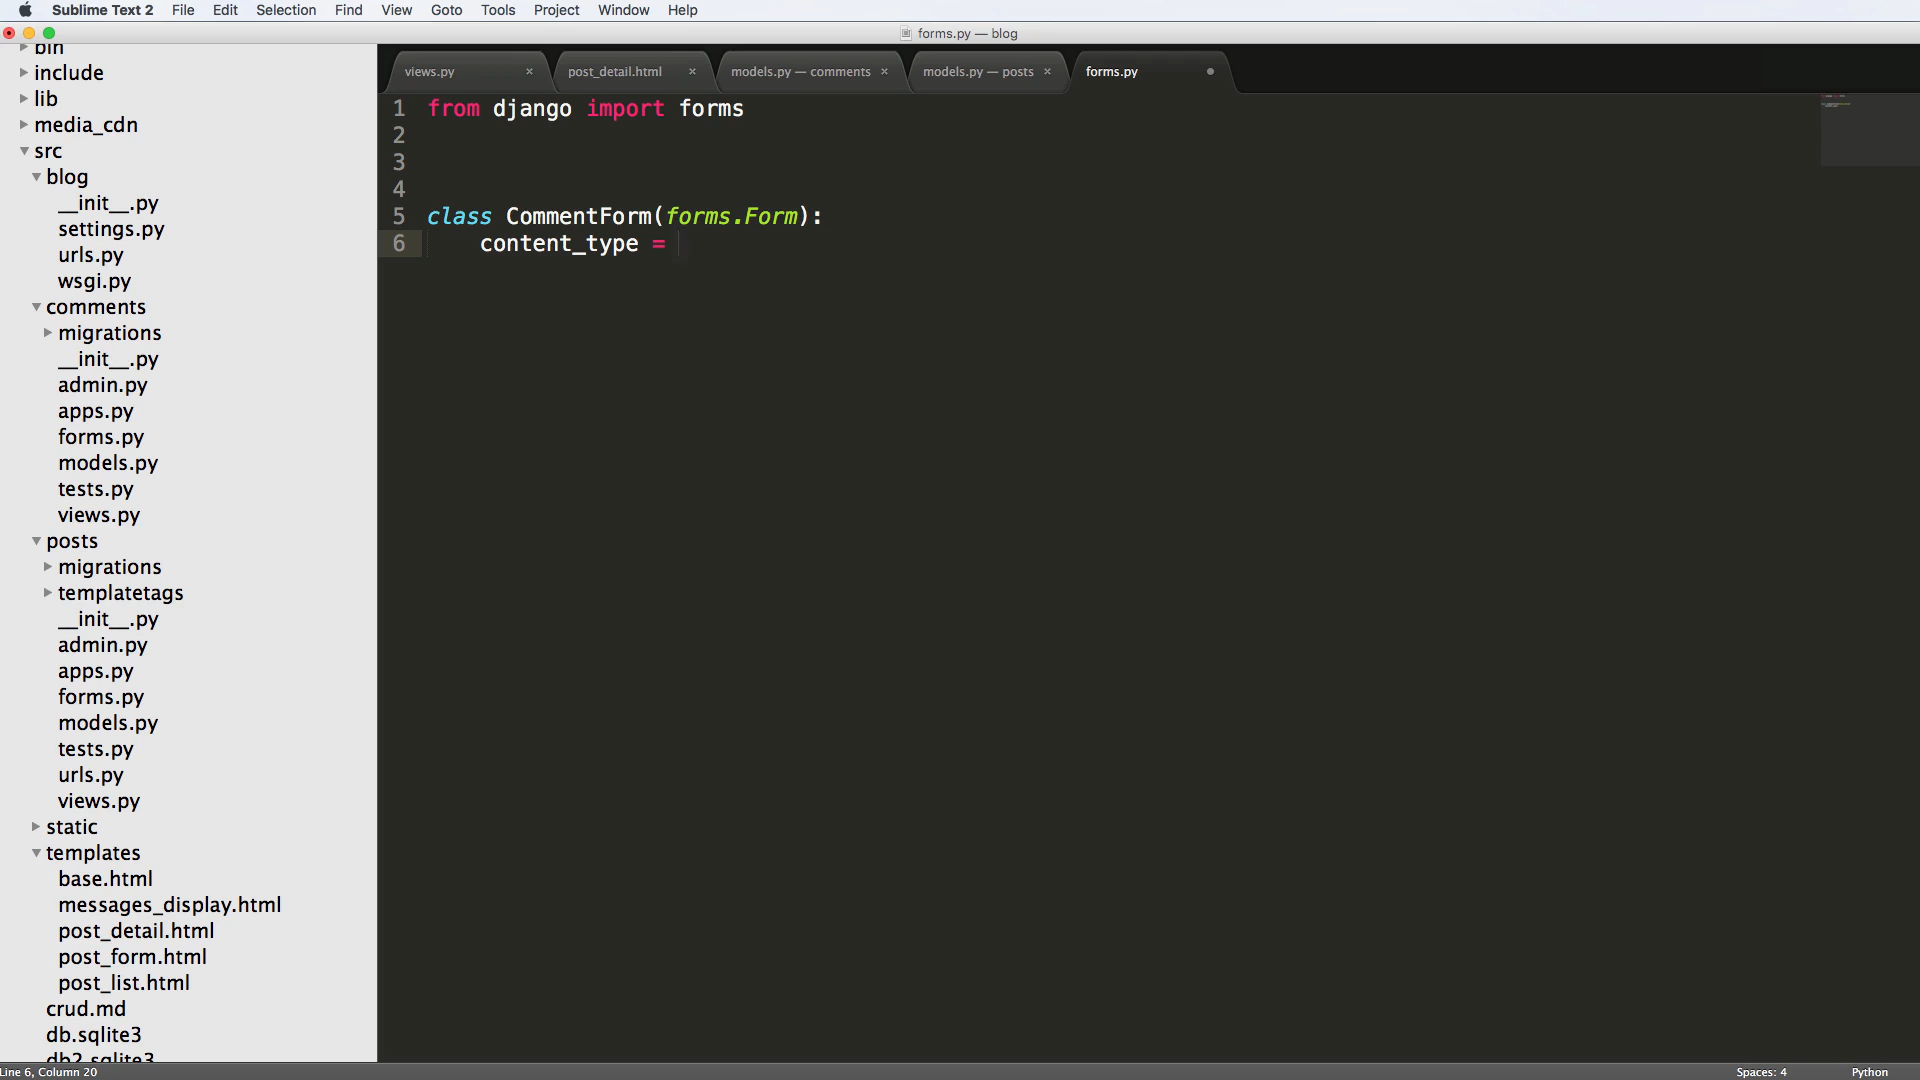 Sublime Text 2 File Edit Selection Find View Goto Tools Project Window Help
forms.py — blog
bin
include
lib
media_cdn
src
blog
__init__.py
settings.py
urls.py
wsgi.py
comments
migrations
__init__.py
admin.py
apps.py
forms.py
models.py
tests.py
views.py
posts
migrations
templatetags
__init__.py
admin.py
apps.py
forms.py
models.py
tests.py
urls.py
views.py
static
templates
base.html
messages_display.html
post_detail.html
post_form.html
post_list.html
crud.md
db.sqlite3
db2.sqlite3
views.py × post_detail.html × models.py — comments × models.py — posts × forms.py
1 from django import forms
2
3
4
5 class CommentForm(forms.Form):
6 content_type =
Line 6, Column 20 Spaces: 4 Python